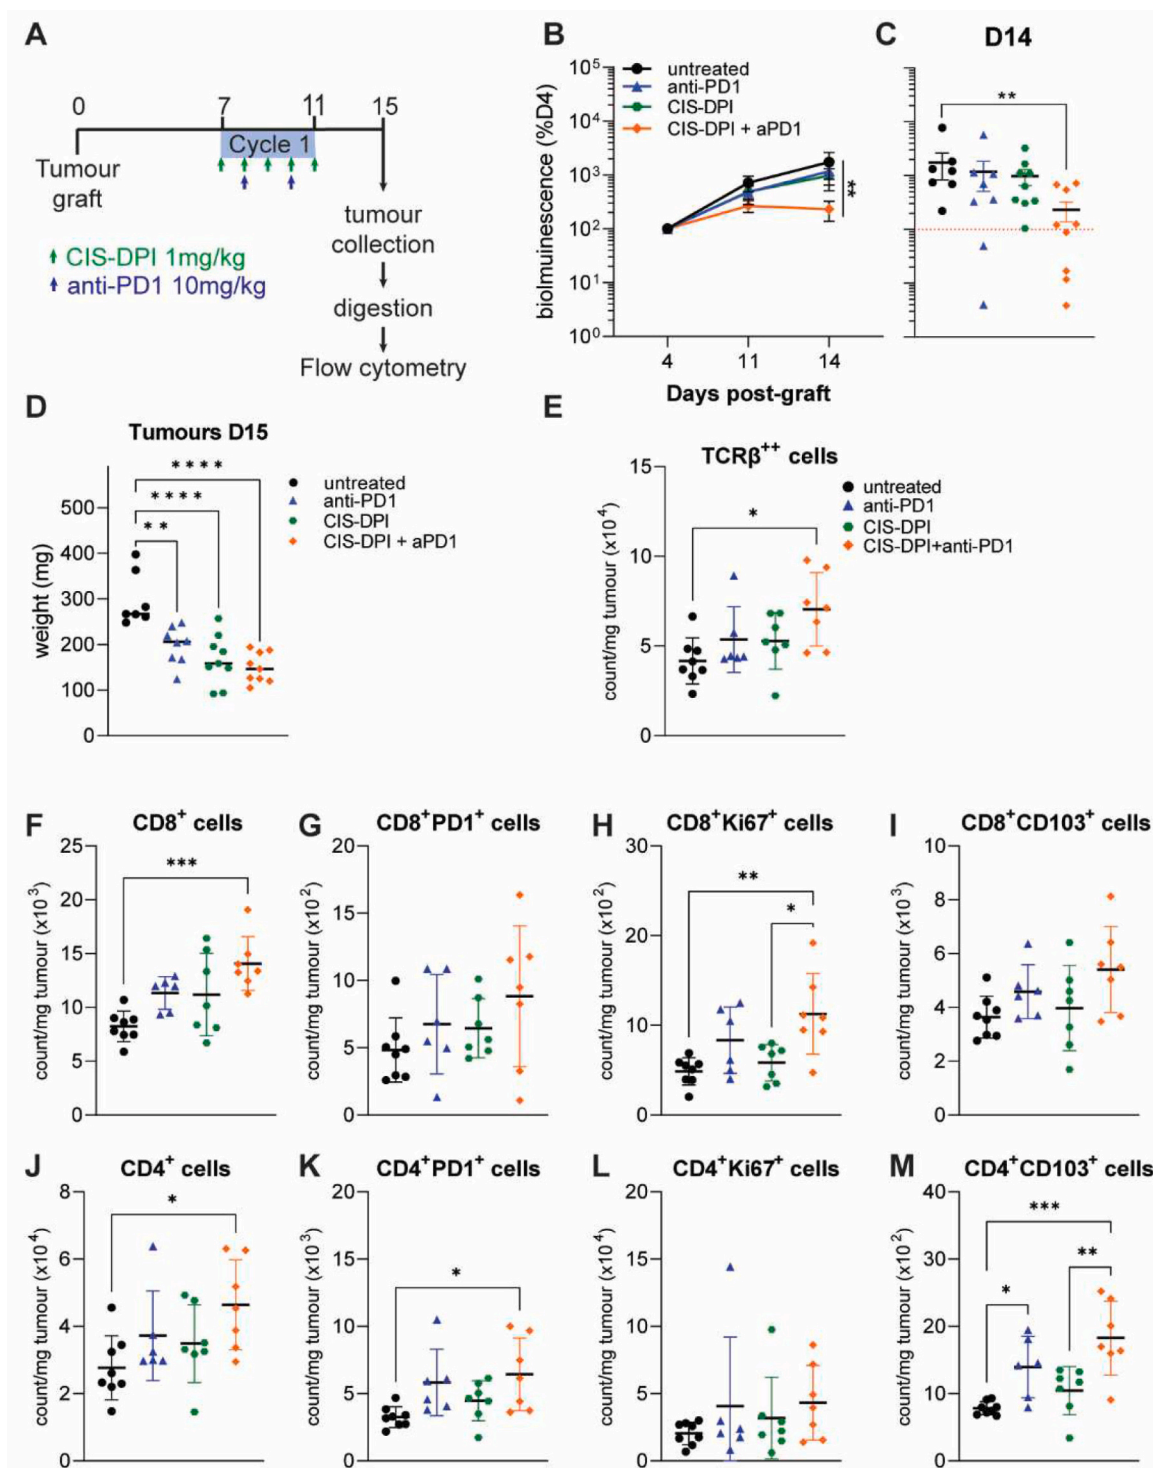 A
0 7 11 15
Cycle 1
Tumour
graft
tumour
collection
digestion
Flow cytometry
CIS-DPI 1mg/kg
anti-PD1 10mg/kg
B
untreated
anti-PD1
CIS-DPI
CIS-DPI + aPD1
biolmuinescence (%D4)
10⁵
10⁴
10³
10²
10¹
10⁰
**
4 11 14
Days post-graft
C
D14
**
D
Tumours D15
****
****
**
untreated
anti-PD1
CIS-DPI
CIS-DPI + aPD1
weight (mg)
500
400
300
200
100
0
E
TCRβ⁺⁺ cells
*
untreated
anti-PD1
CIS-DPI
CIS-DPI+anti-PD1
count/mg tumour (x10⁴)
15
10
5
0
F
CD8⁺ cells
***
count/mg tumour (x10³)
25
20
15
10
5
0
G
CD8⁺PD1⁺ cells
count/mg tumour (x10²)
20
15
10
5
0
H
CD8⁺Ki67⁺ cells
**
*
count/mg tumour (x10²)
30
20
10
0
I
CD8⁺CD103⁺ cells
count/mg tumour (x10³)
10
8
6
4
2
0
J
CD4⁺ cells
*
count/mg tumour (x10⁴)
8
6
4
2
0
K
CD4⁺PD1⁺ cells
*
count/mg tumour (x10³)
20
15
10
5
0
L
CD4⁺Ki67⁺ cells
count/mg tumour (x10⁴)
20
15
10
5
0
M
CD4⁺CD103⁺ cells
***
**
*
count/mg tumour (x10²)
40
30
20
10
0